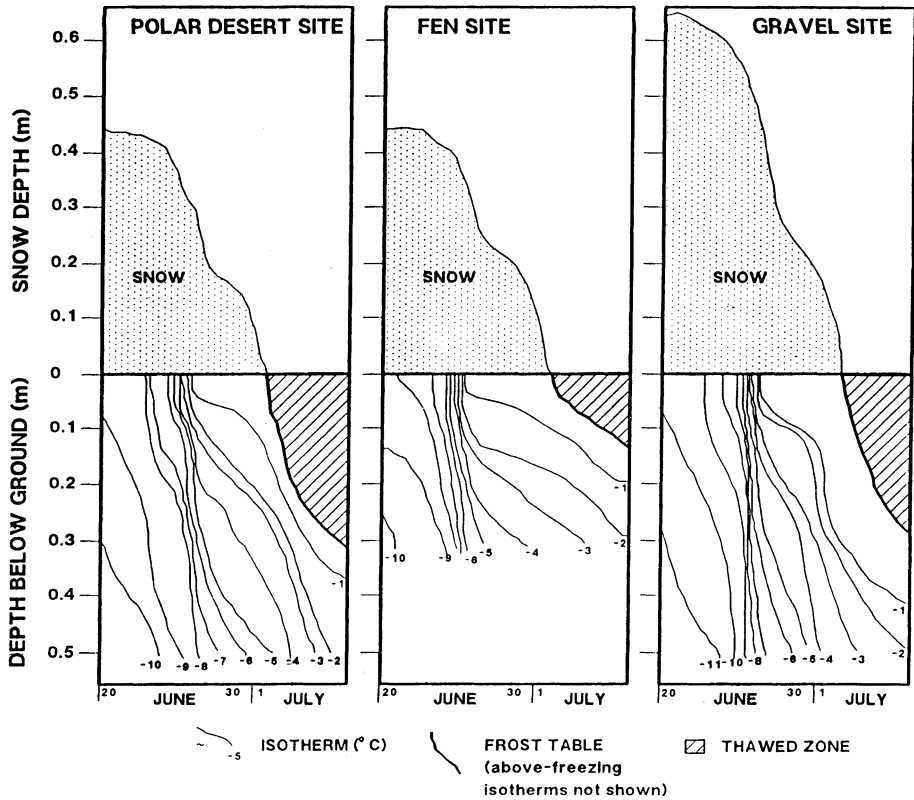 POLAR DESERT SITE
FEN SITE
GRAVEL SITE
SNOW DEPTH (m)
0.6
0.5
0.4
0.3
0.2
0.1
0
SNOW
SNOW
SNOW
DEPTH BELOW GROUND (m)
0.1
0.2
0.3
0.4
0.5
-10 -9 -8 -7 -6 -5 -4 -3 -2 -1
-10 -9 -6 -5 -4 -3 -2 -1
-11 -10 -8 -6 -5 -4 -3 -2 -1
20 JUNE 30 1 JULY
20 JUNE 30 1 JULY
20 JUNE 30 1 JULY
~ -5 ISOTHERM (°C)
FROST TABLE
(above-freezing
isotherms not shown)
THAWED ZONE